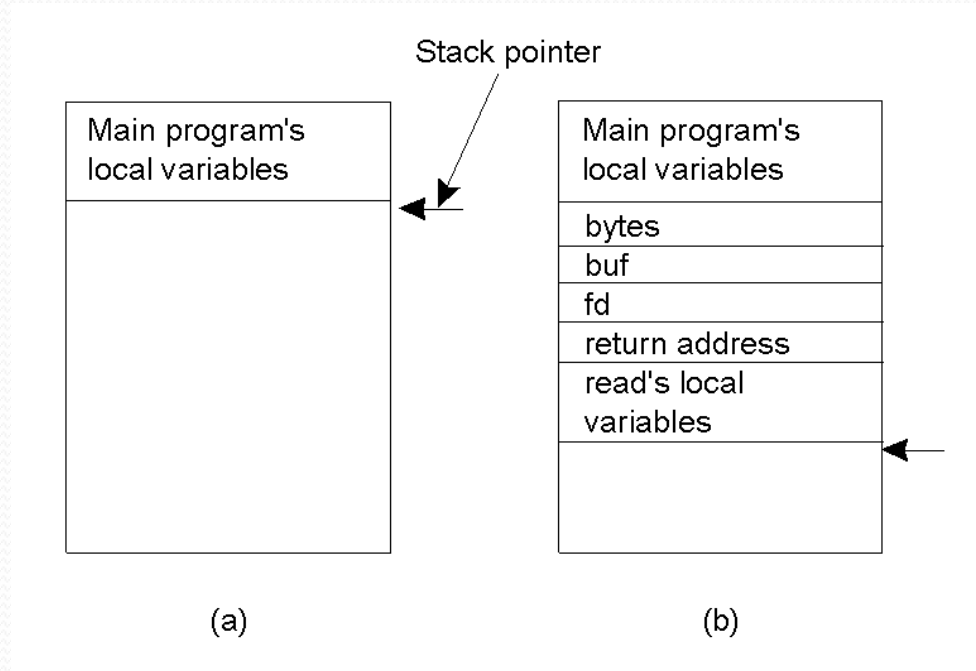 Stack pointer
Main program's
local variables
(a)
Main program's
local variables
bytes
buf
fd
return address
read's local
variables
(b)